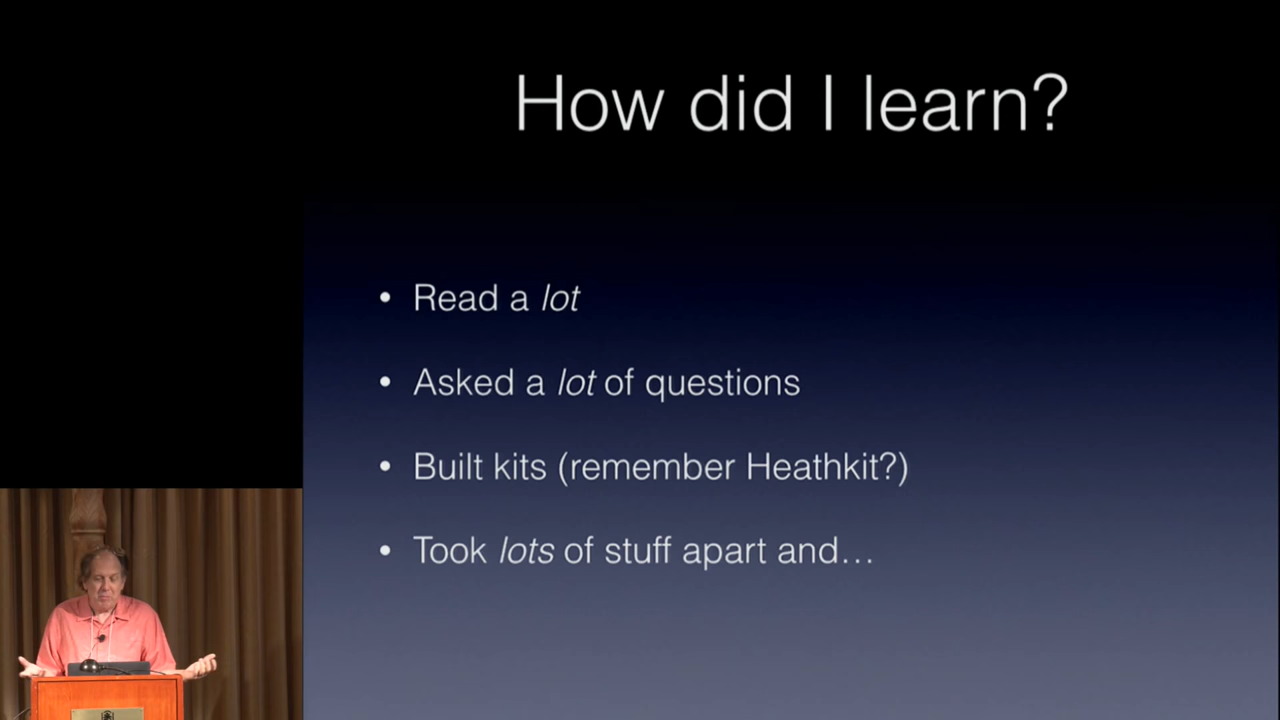 How did I learn?
• Read a lot
• Asked a lot of questions
• Built kits (remember Heathkit?)
• Took lots of stuff apart and…